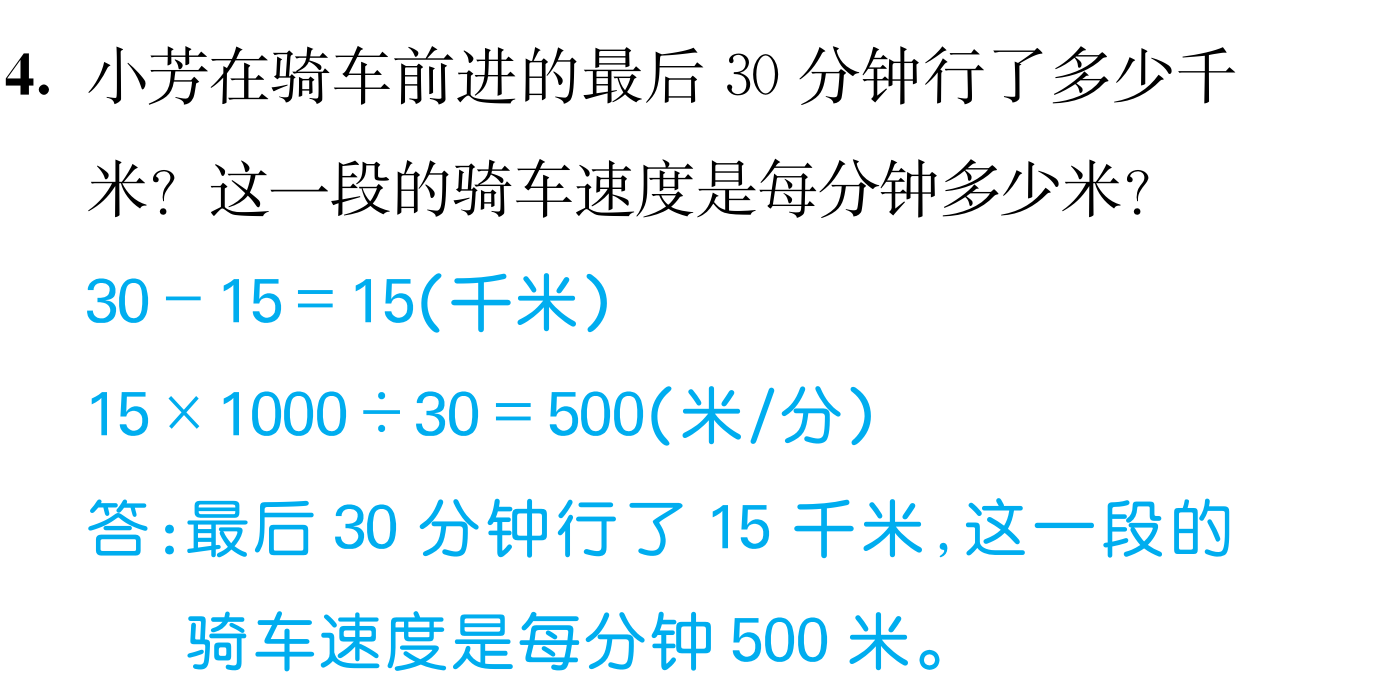 4. 小芳在骑车前进的最后 30 分钟行了多少千
米？这一段的骑车速度是每分钟多少米？
30 − 15 = 15(千米)
15 × 1000 ÷ 30 = 500(米/分)
答:最后 30 分钟行了 15 千米,这一段的
骑车速度是每分钟 500 米。